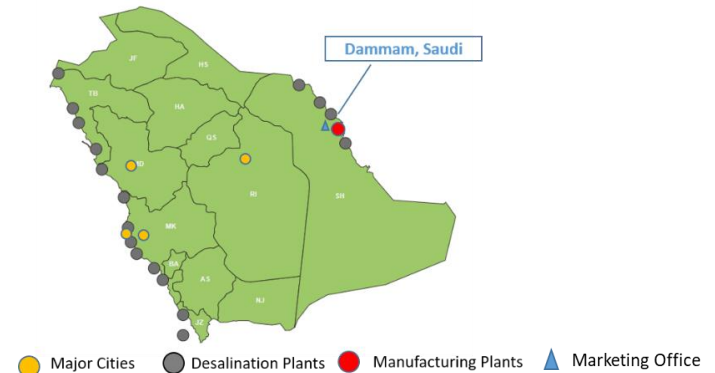 Dammam, Saudi
JF
HS
TB
HA
GS
MD
RI
SH
MK
BA
AS
NJ
JZ
Major Cities
Desalination Plants
Manufacturing Plants
Marketing Office